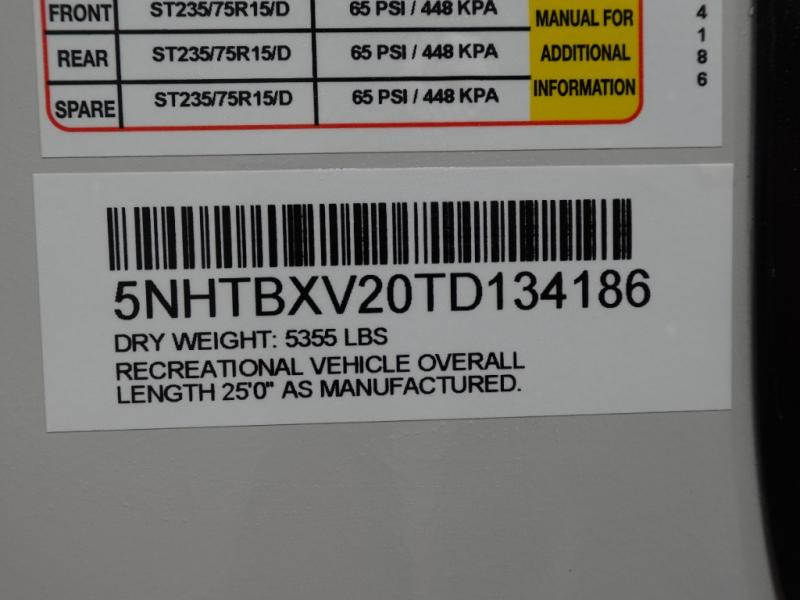 FRONT ST235/75R15/D 65 PSI / 448 KPA MANUAL FOR
REAR ST235/75R15/D 65 PSI / 448 KPA ADDITIONAL
SPARE ST235/75R15/D 65 PSI / 448 KPA INFORMATION
4
1
8
6
5NHTBXV20TD134186
DRY WEIGHT: 5355 LBS
RECREATIONAL VEHICLE OVERALL
LENGTH 25'0" AS MANUFACTURED.